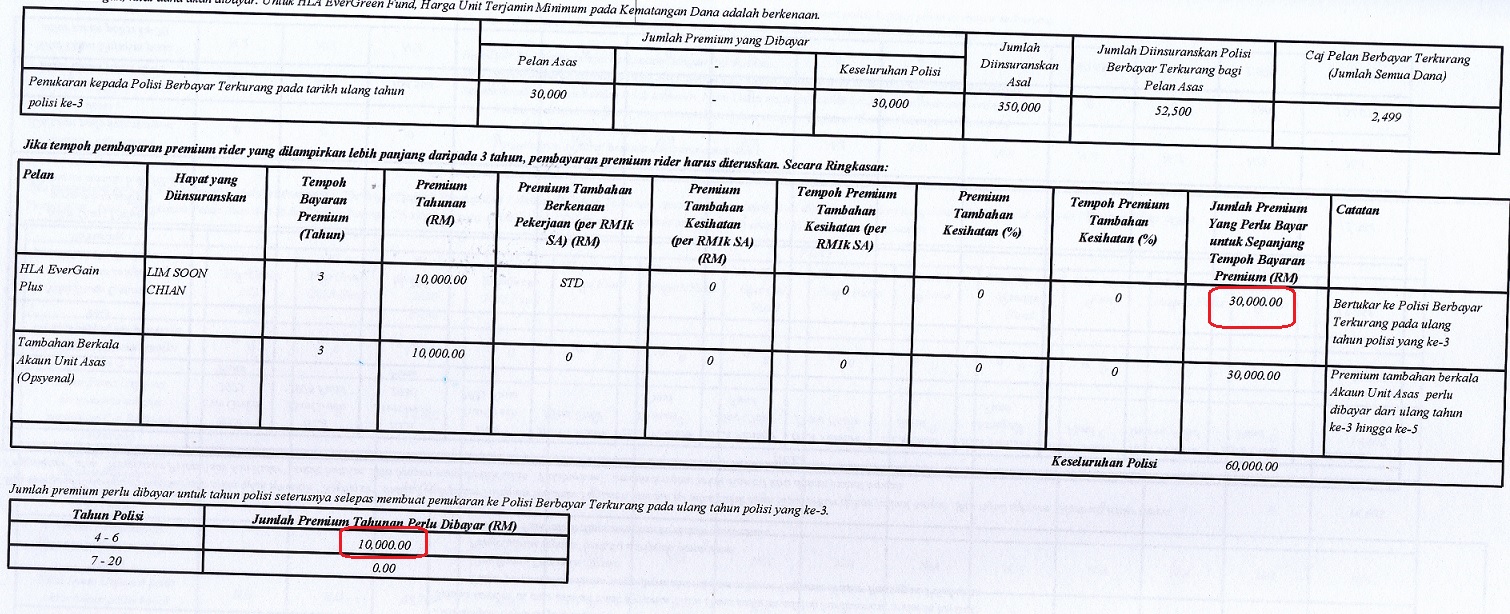 dana akan dibayar. Untuk HLA EverGreen Fund, Harga Unit Terjamin Minimum pada Kematangan Dana adalah berkenaan.
Jumlah Premium yang Dibayar
Jumlah
Diinsuranskan
Asal
Jumlah Diinsuranskan Polisi
Berbayar Terkurang bagi
Pelan Asas
Caj Pelan Berbayar Terkurang
(Jumlah Semua Dana)
Pelan Asas
-
Keseluruhan Polisi
Penukaran kepada Polisi Berbayar Terkurang pada tarikh ulang tahun
polisi ke-3
30,000
-
30,000
350,000
52,500
2,499
Jika tempoh pembayaran premium rider yang dilampirkan lebih panjang daripada 3 tahun, pembayaran premium rider harus diteruskan. Secara Ringkasan:
Pelan
Hayat yang
Diinsuranskan
Tempoh
Bayaran
Premium
(Tahun)
Premium
Tahunan
(RM)
Premium Tambahan
Berkenaan
Pekerjaan (per RM1k
SA) (RM)
Premium
Tambahan
Kesihatan
(per RM1k SA)
(RM)
Tempoh Premium
Tambahan
Kesihatan (per
RM1k SA)
Premium
Tambahan
Kesihatan (%)
Tempoh Premium
Tambahan
Kesihatan (%)
Jumlah Premium
Yang Perlu Bayar
untuk Sepanjang
Tempoh Bayaran
Premium (RM)
Catatan
HLA EverGain
Plus
LIM SOON
CHIAN
3
10,000.00
STD
0
0
0
0
30,000.00
Bertukar ke Polisi Berbayar
Terkurang pada ulang
tahun polisi yang ke-3
Tambahan Berkala
Akaun Unit Asas
(Opsyenal)
3
10,000.00
0
0
0
0
0
30,000.00
Premium tambahan berkala
Akaun Unit Asas perlu
dibayar dari ulang tahun
ke-3 hingga ke-5
Keseluruhan Polisi
60,000.00
Jumlah premium perlu dibayar untuk tahun polisi seterusnya selepas membuat penukaran ke Polisi Berbayar Terkurang pada ulang tahun polisi yang ke-3.
Tahun Polisi
Jumlah Premium Tahunan Perlu Dibayar (RM)
4 - 6
10,000.00
7 - 20
0.00